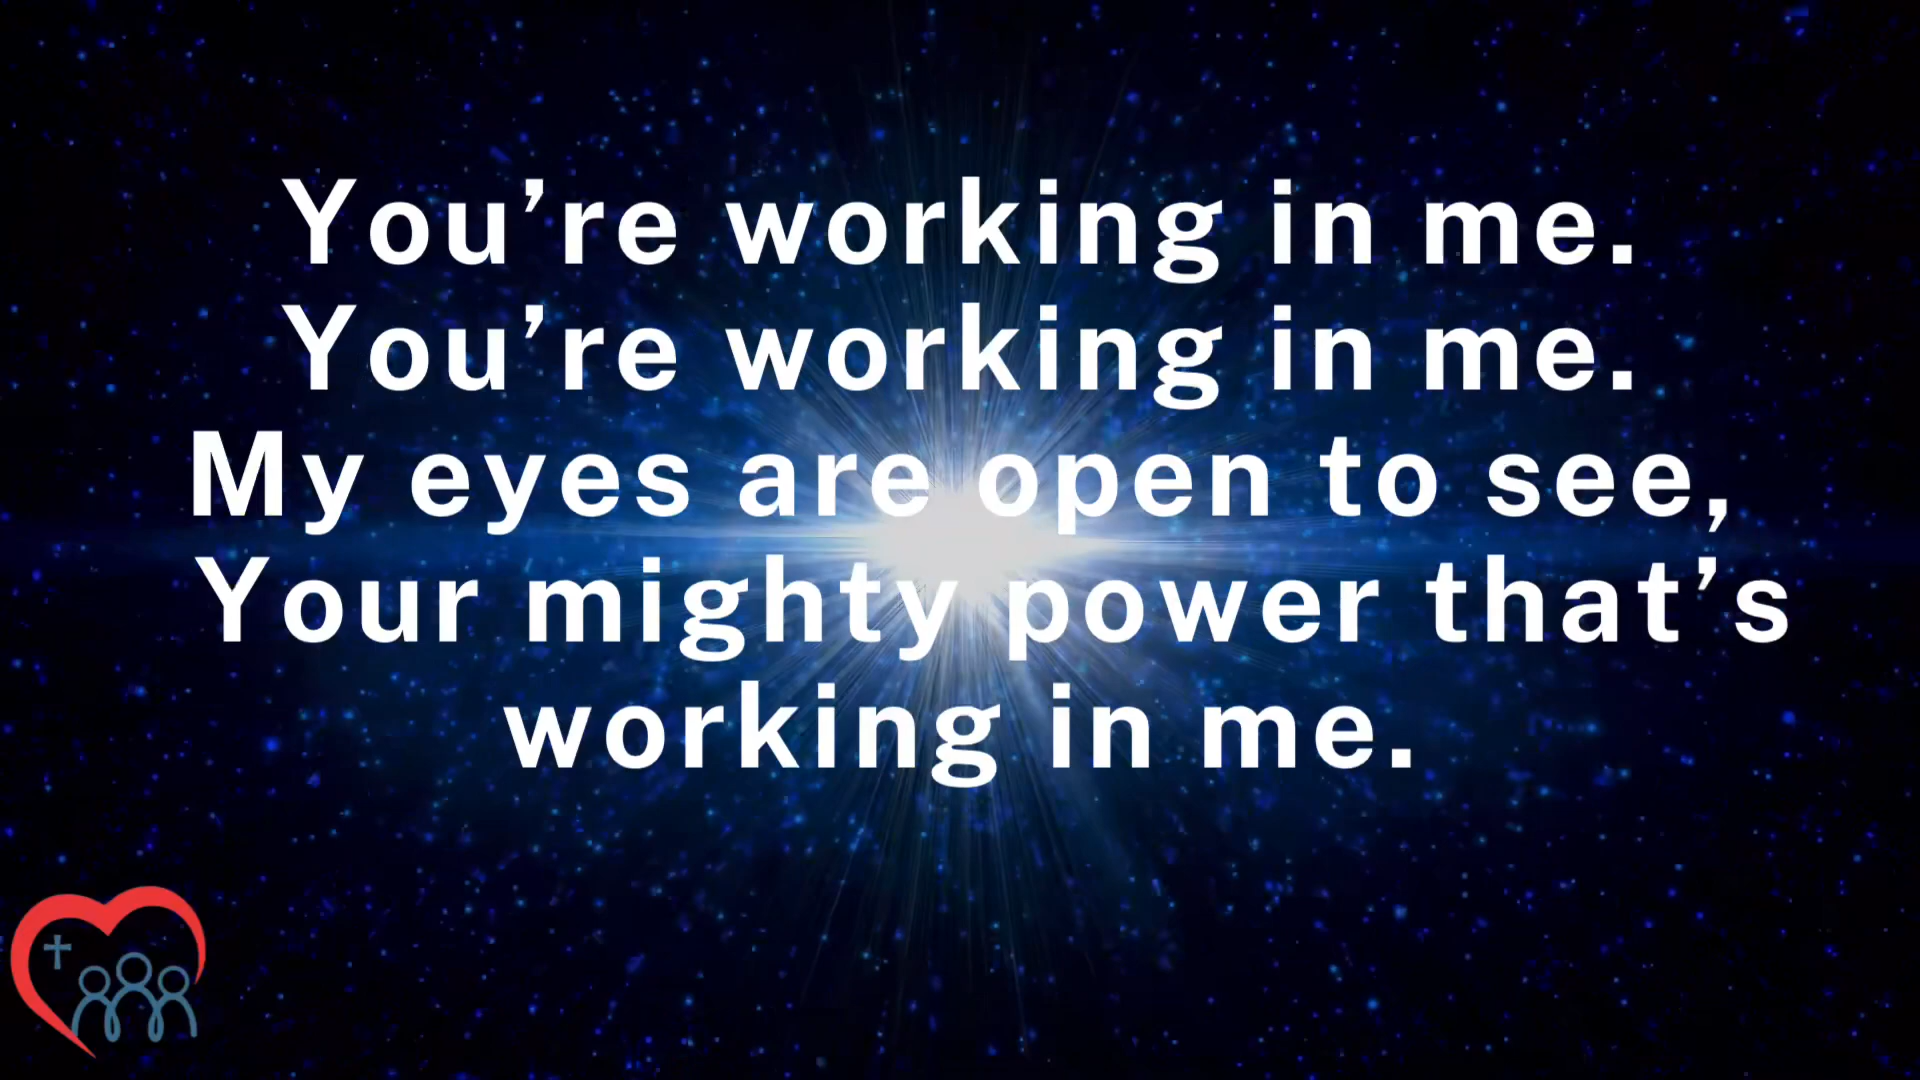 You’re working in me.
You’re working in me.
My eyes are open to see,
Your mighty power that’s
working in me.